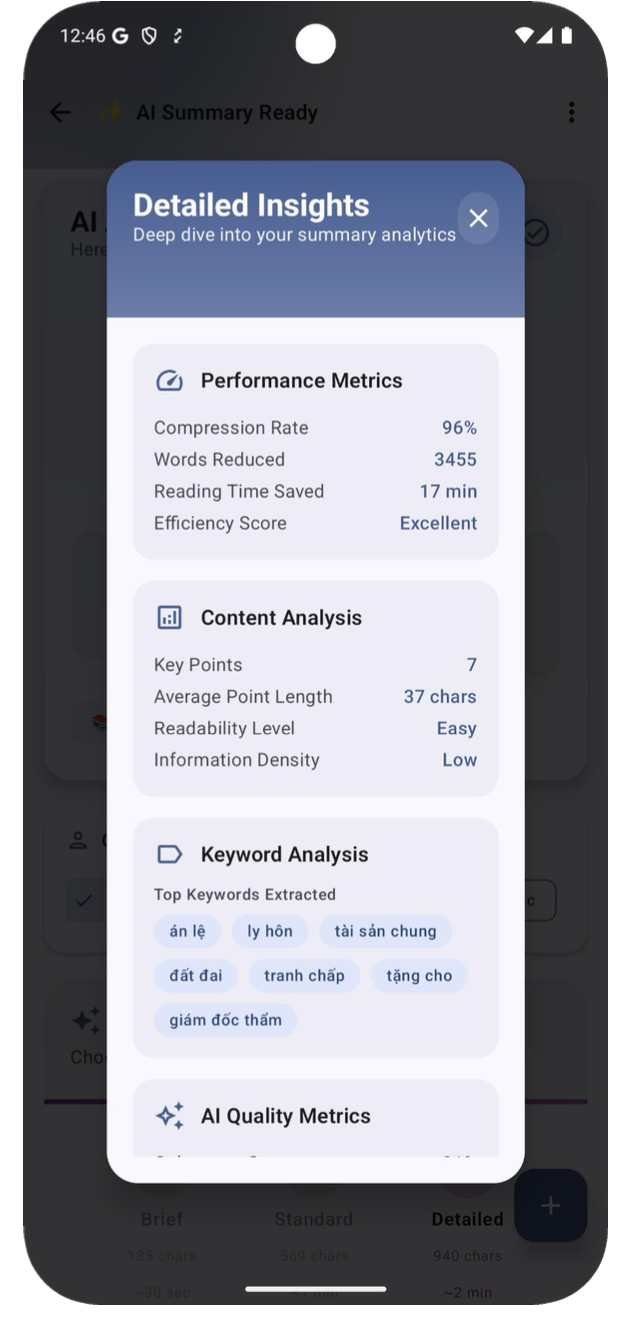 12:46 G
AI Summary Ready
AI
Here
Detailed Insights
Deep dive into your summary analytics
Performance Metrics
Compression Rate 96%
Words Reduced 3455
Reading Time Saved 17 min
Efficiency Score Excellent
Content Analysis
Key Points 7
Average Point Length 37 chars
Readability Level Easy
Information Density Low
Keyword Analysis
Top Keywords Extracted
án lệ ly hôn tài sản chung
đất đai tranh chấp tặng cho
giám đốc thẩm
AI Quality Metrics
Brief Standard Detailed
185 chars 569 chars 940 chars
~30 sec ~1 min ~2 min